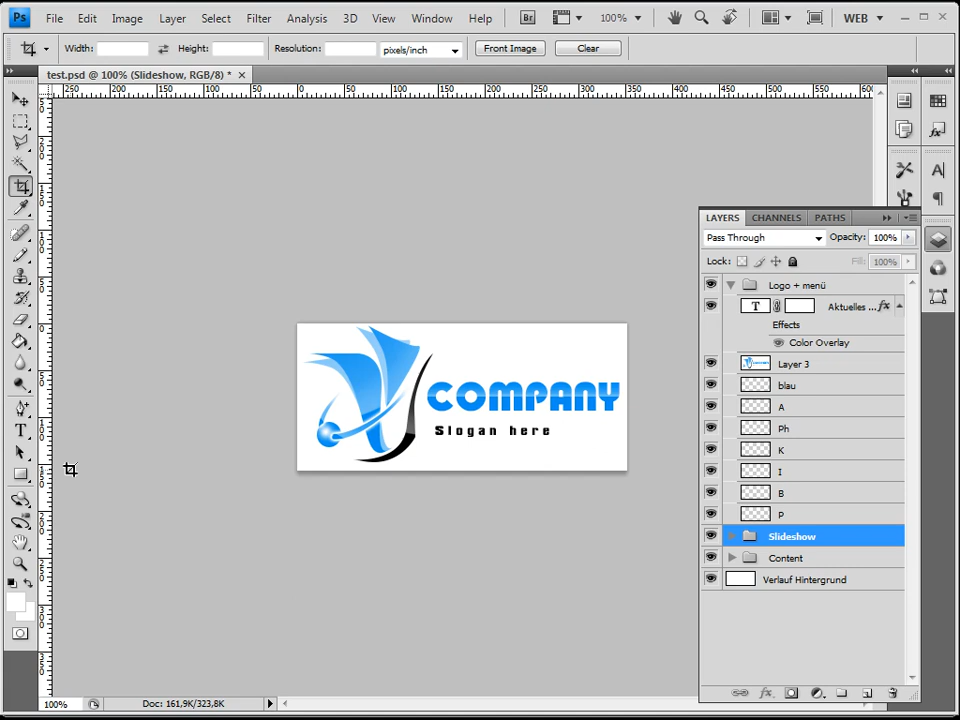 Ps File Edit Image Layer Select Filter Analysis 3D View Window Help Br 100% WEB
Width: Height: Resolution: pixels/inch Front Image Clear
test.psd @ 100% (Slideshow, RGB/8) *
250 200 150 100 50 0 50 100 150 200 250 300 350 400 450 500 550 600
LAYERS CHANNELS PATHS
Pass Through Opacity: 100%
Lock: Fill: 100%
Logo + menü
T Aktuelles ... fx
Effects
Color Overlay
Layer 3
blau
A
Ph
K
I
B
P
Slideshow
Content
Verlauf Hintergrund
COMPANY
Slogan here
100% Doc: 161,9K/323,8K